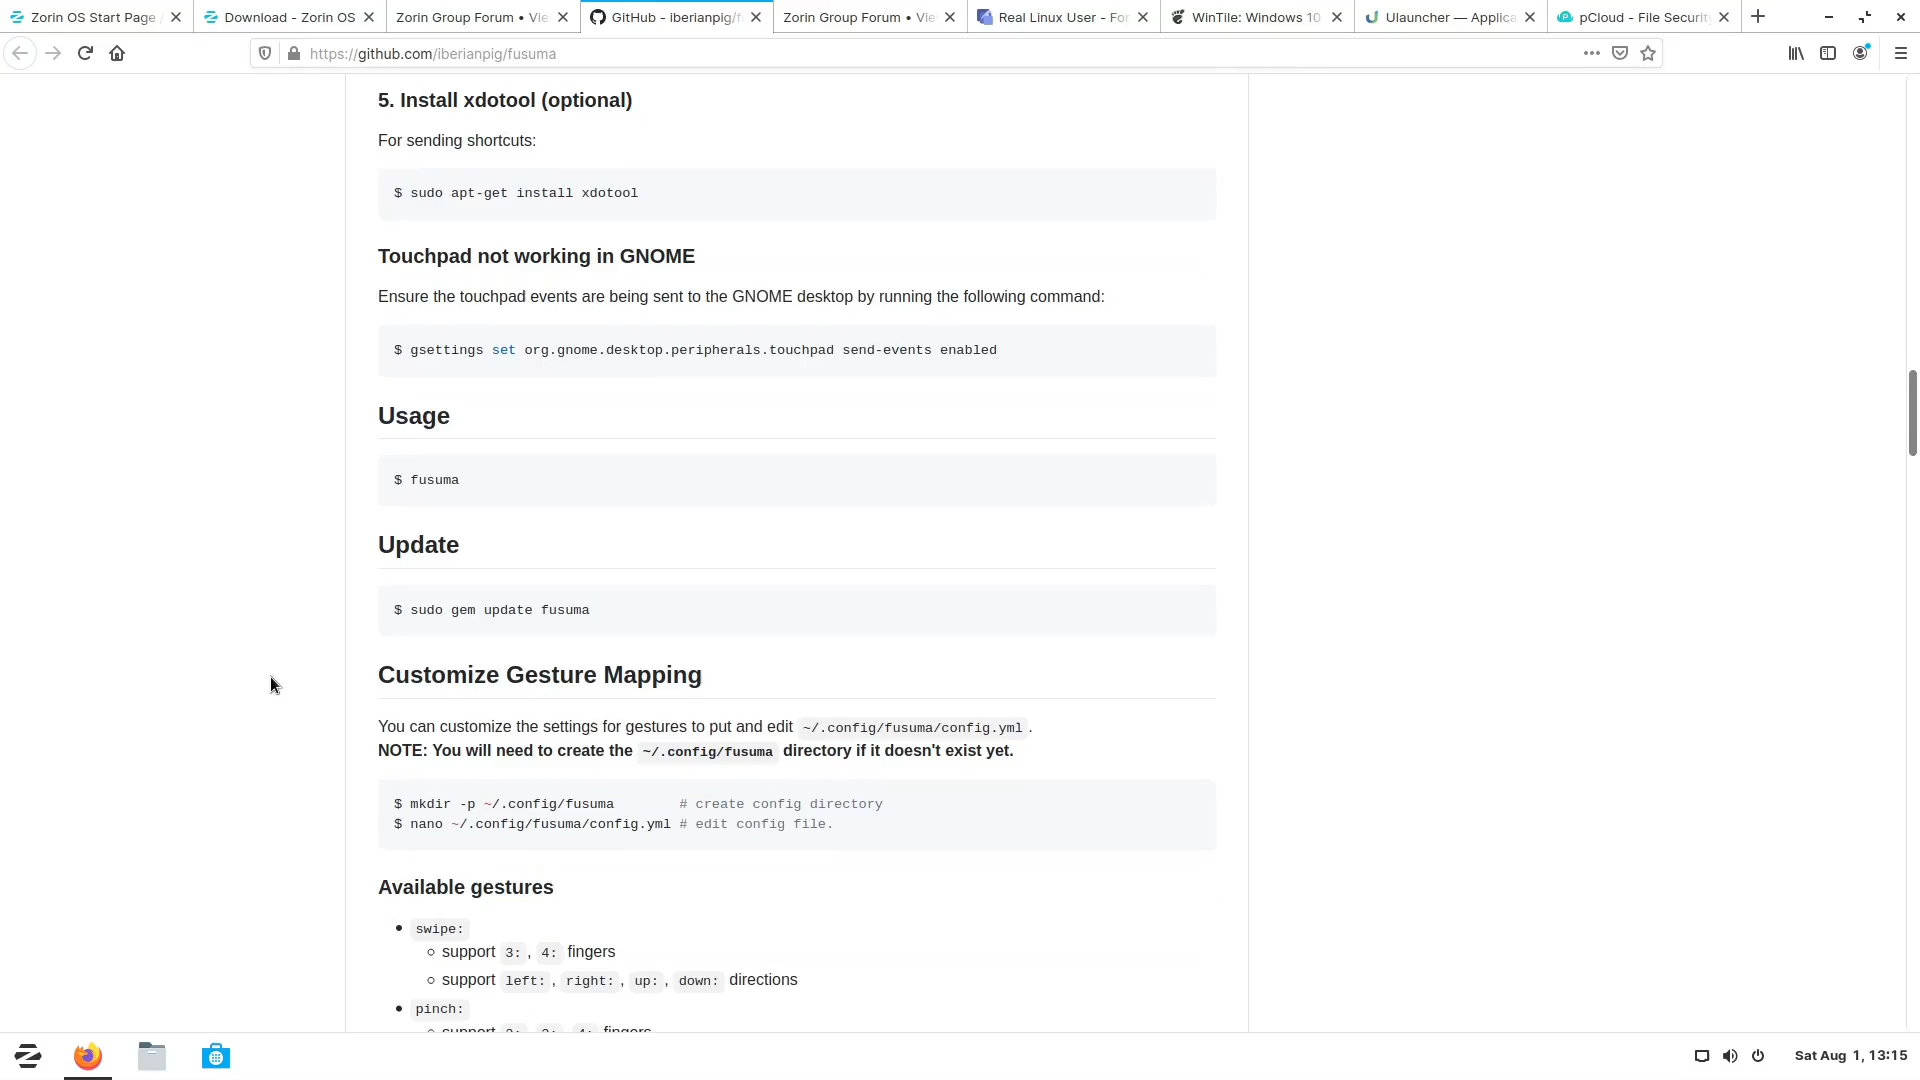 Zorin OS Start Page
Download - Zorin OS
Zorin Group Forum • Vie
GitHub - iberianpig/f
Zorin Group Forum • Vie
Real Linux User - For
WinTile: Windows 10
Ulauncher — Applica
pCloud - File Securit
https://github.com/iberianpig/fusuma
5. Install xdotool (optional)
For sending shortcuts:
$ sudo apt-get install xdotool
Touchpad not working in GNOME
Ensure the touchpad events are being sent to the GNOME desktop by running the following command:
$ gsettings set org.gnome.desktop.peripherals.touchpad send-events enabled
Usage
$ fusuma
Update
$ sudo gem update fusuma
Customize Gesture Mapping
You can customize the settings for gestures to put and edit ~/.config/fusuma/config.yml .
NOTE: You will need to create the ~/.config/fusuma directory if it doesn't exist yet.
$ mkdir -p ~/.config/fusuma        # create config directory
$ nano ~/.config/fusuma/config.yml # edit config file.
Available gestures
• swipe:
○ support 3: , 4: fingers
○ support left: , right: , up: , down: directions
• pinch:
○ support 2: , 3: , 4: fingers
Sat Aug 1, 13:15